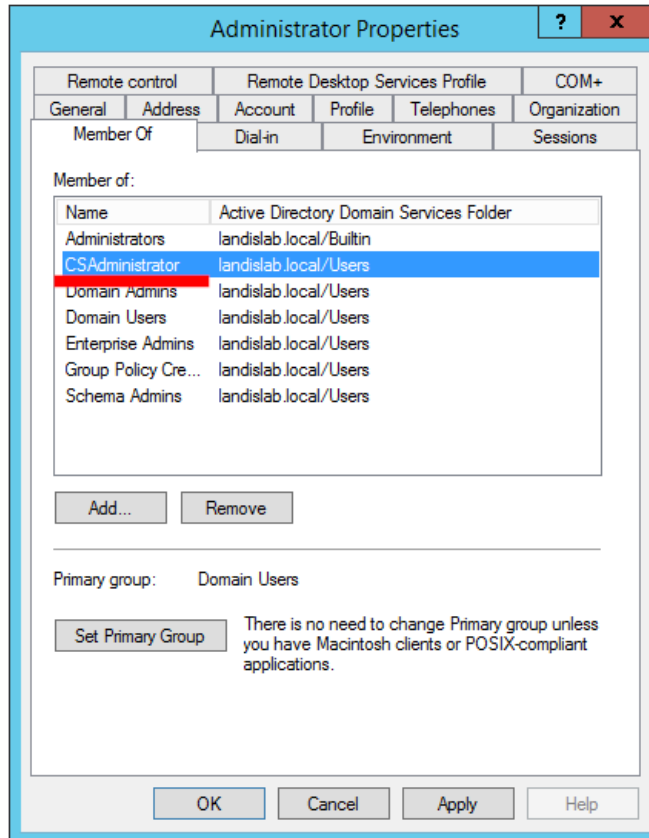 Administrator Properties
?
x
Remote control
Remote Desktop Services Profile
COM+
General
Address
Account
Profile
Telephones
Organization
Member Of
Dial-in
Environment
Sessions
Member of:
Name Active Directory Domain Services Folder
Administrators landislab.local/Builtin
CSAdministrator landislab.local/Users
Domain Admins landislab.local/Users
Domain Users landislab.local/Users
Enterprise Admins landislab.local/Users
Group Policy Cre... landislab.local/Users
Schema Admins landislab.local/Users
Add...
Remove
Primary group: Domain Users
Set Primary Group
There is no need to change Primary group unless
you have Macintosh clients or POSIX-compliant
applications.
OK
Cancel
Apply
Help